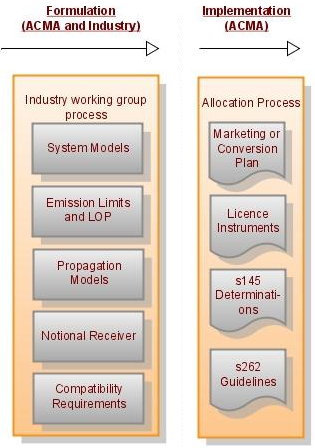 Formulation
(ACMA and Industry)
Industry working group
process
System Models
Emission Limits
and LOP
Propagation
Models
Notional Receiver
Compatibility
Requirements
Implementation
(ACMA)
Allocation Process
Marketing or
Conversion
Plan
Licence
Instruments
s145
Determinati-
ons
s262
Guidelines